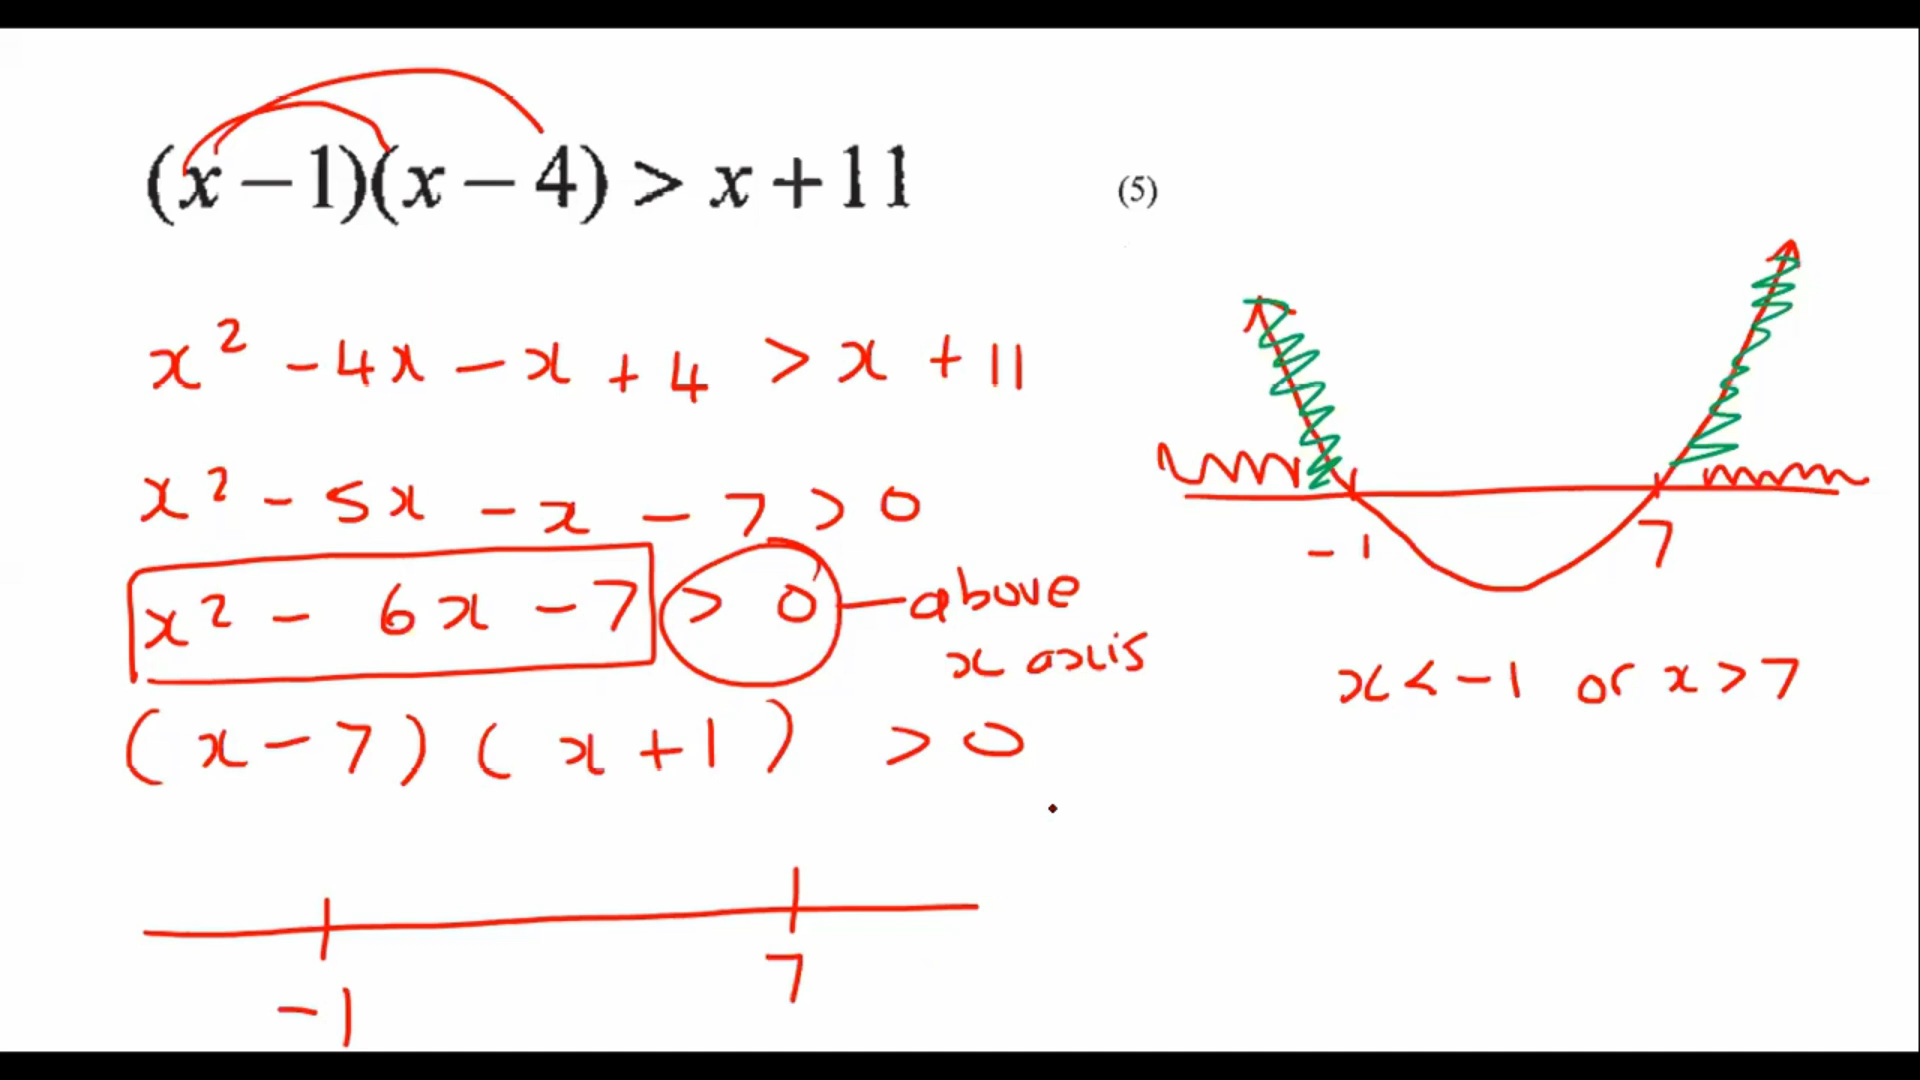 (x − 1)(x − 4) > x + 11
(5)
x² − 4x − x + 4 > x + 11
x² − 5x − x − 7 > 0
x² − 6x − 7 > 0
above
x axis
(x − 7)(x + 1) > 0
−1
7
−1
7
x < −1 or x > 7